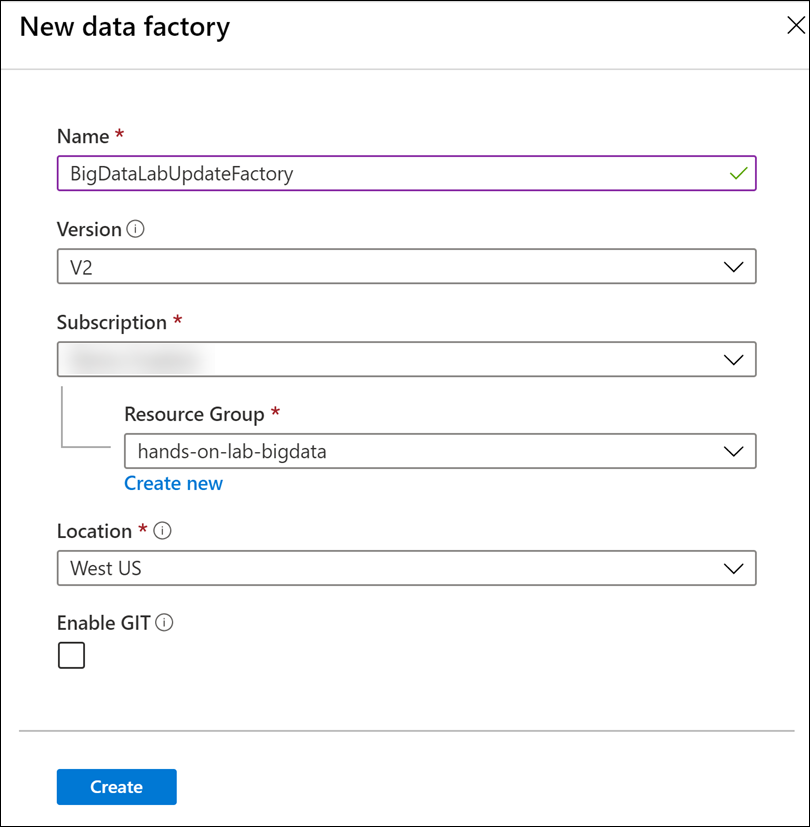 New data factory
Name *
BigDataLabUpdateFactory
Version
V2
Subscription *
Resource Group *
hands-on-lab-bigdata
Create new
Location *
West US
Enable GIT
Create